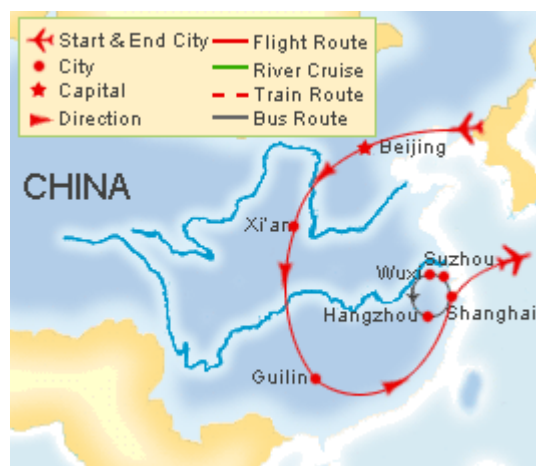 Start & End City
City
Capital
Direction
Flight Route
River Cruise
Train Route
Bus Route
Beijing
CHINA
Xi'an
Suzhou
Wuxi
Hangzhou
Shanghai
Guilin